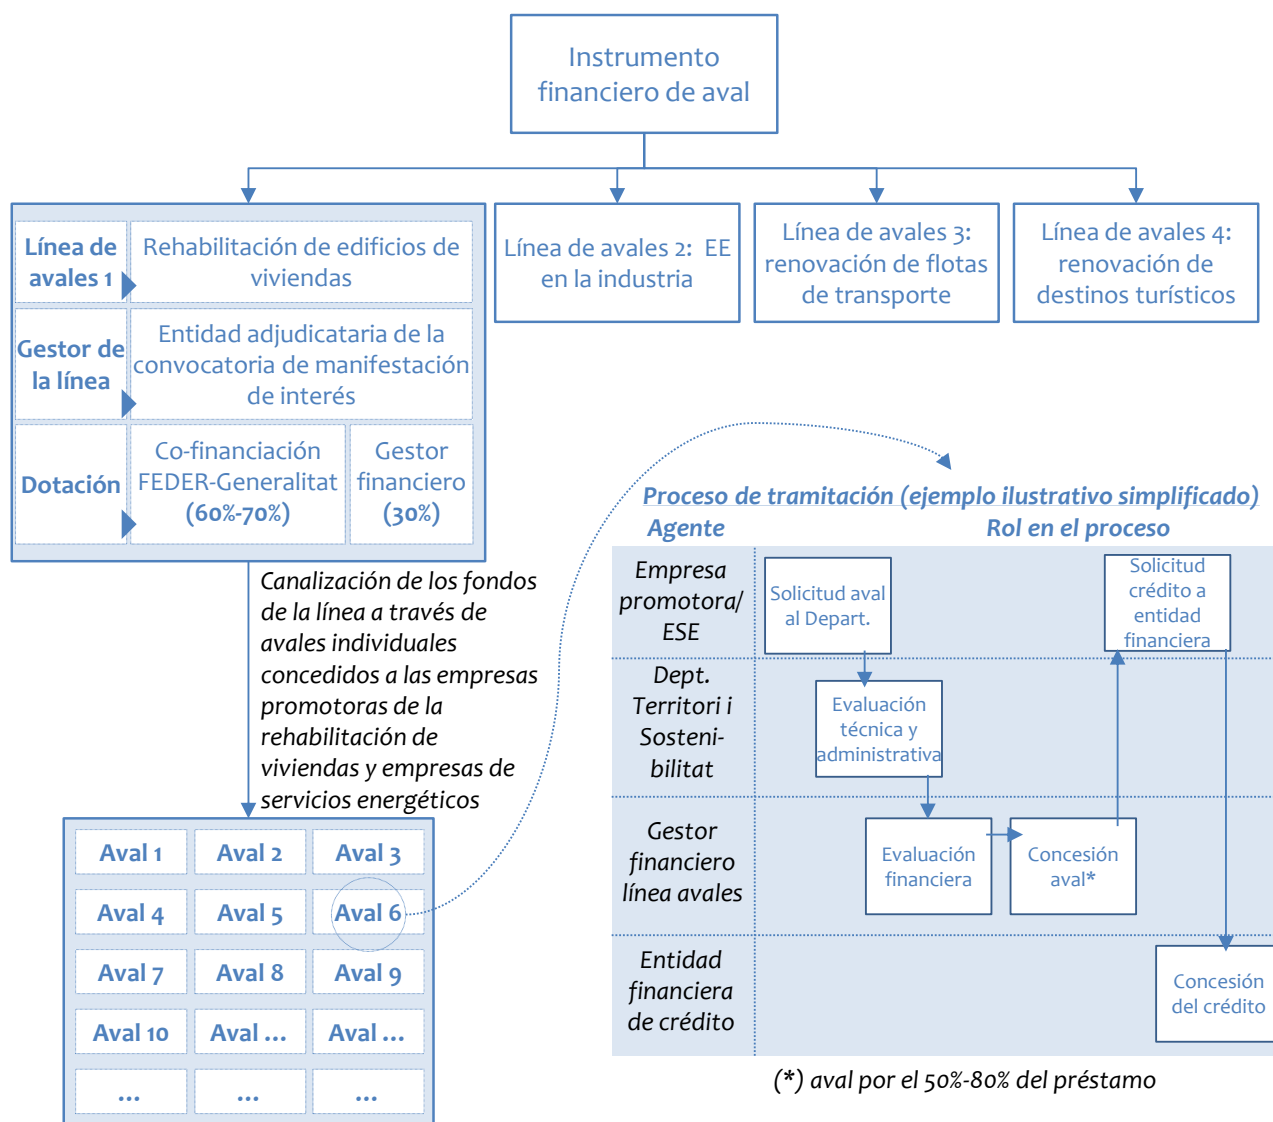 Instrumento
financiero de aval
Línea de
avales 1
Rehabilitación de edificios de
viviendas
Gestor de
la línea
Entidad adjudicataria de la
convocatoria de manifestación
de interés
Dotación
Co-financiación
FEDER-Generalitat
(60%-70%)
Gestor
financiero
(30%)
Línea de avales 2:  EE
en la industria
Línea de avales 3:
renovación de flotas
de transporte
Línea de avales 4:
renovación de
destinos turísticos
Canalización de los fondos
de la línea a través de
avales individuales
concedidos a las empresas
promotoras de la
rehabilitación de
viviendas y empresas de
servicios energéticos
Aval 1
Aval 2
Aval 3
Aval 4
Aval 5
Aval 6
Aval 7
Aval 8
Aval 9
Aval 10
Aval ...
Aval ...
...
...
...
Proceso de tramitación (ejemplo ilustrativo simplificado)
Agente
Rol en el proceso
Empresa
promotora/
ESE
Solicitud aval
al Depart.
Solicitud
crédito a
entidad
financiera
Dept.
Territori i
Sosteni-
bilitat
Evaluación
técnica y
administrativa
Gestor
financiero
línea avales
Evaluación
financiera
Concesión
aval*
Entidad
financiera
de crédito
Concesión
del crédito
(*) aval por el 50%-80% del préstamo